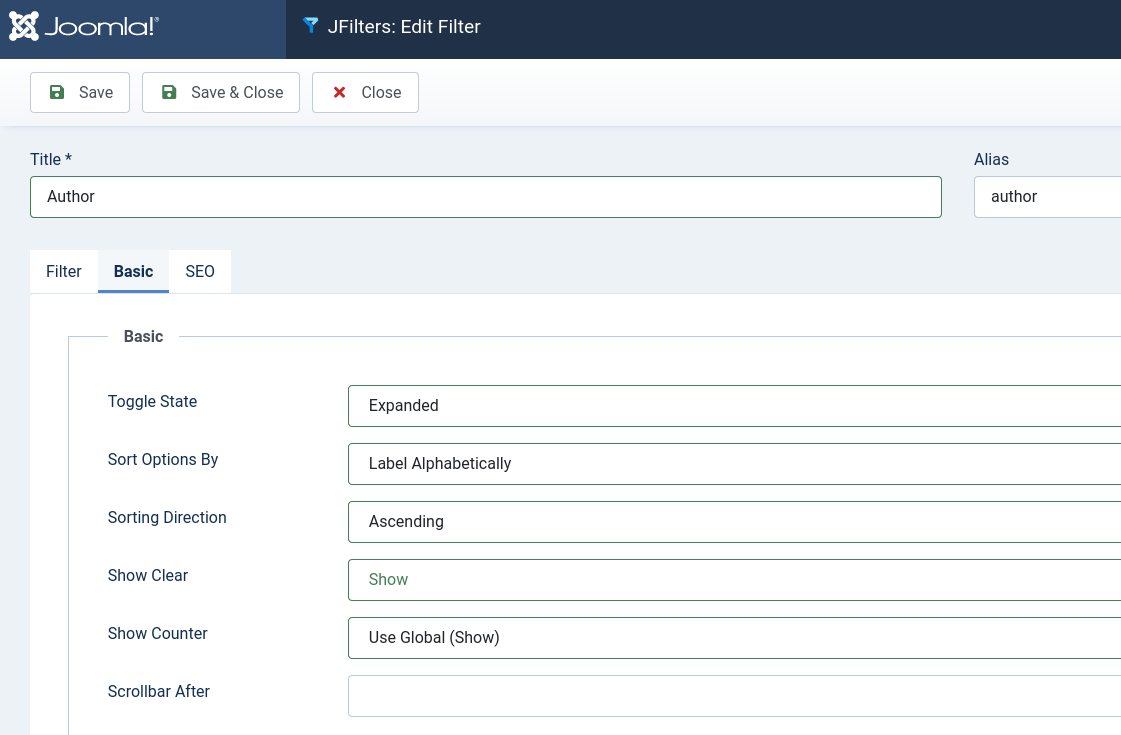 Joomla!® JFilters: Edit Filter
Save Save & Close Close
Title * Alias
Author author
Filter Basic SEO
Basic
Toggle State Expanded
Sort Options By Label Alphabetically
Sorting Direction Ascending
Show Clear Show
Show Counter Use Global (Show)
Scrollbar After